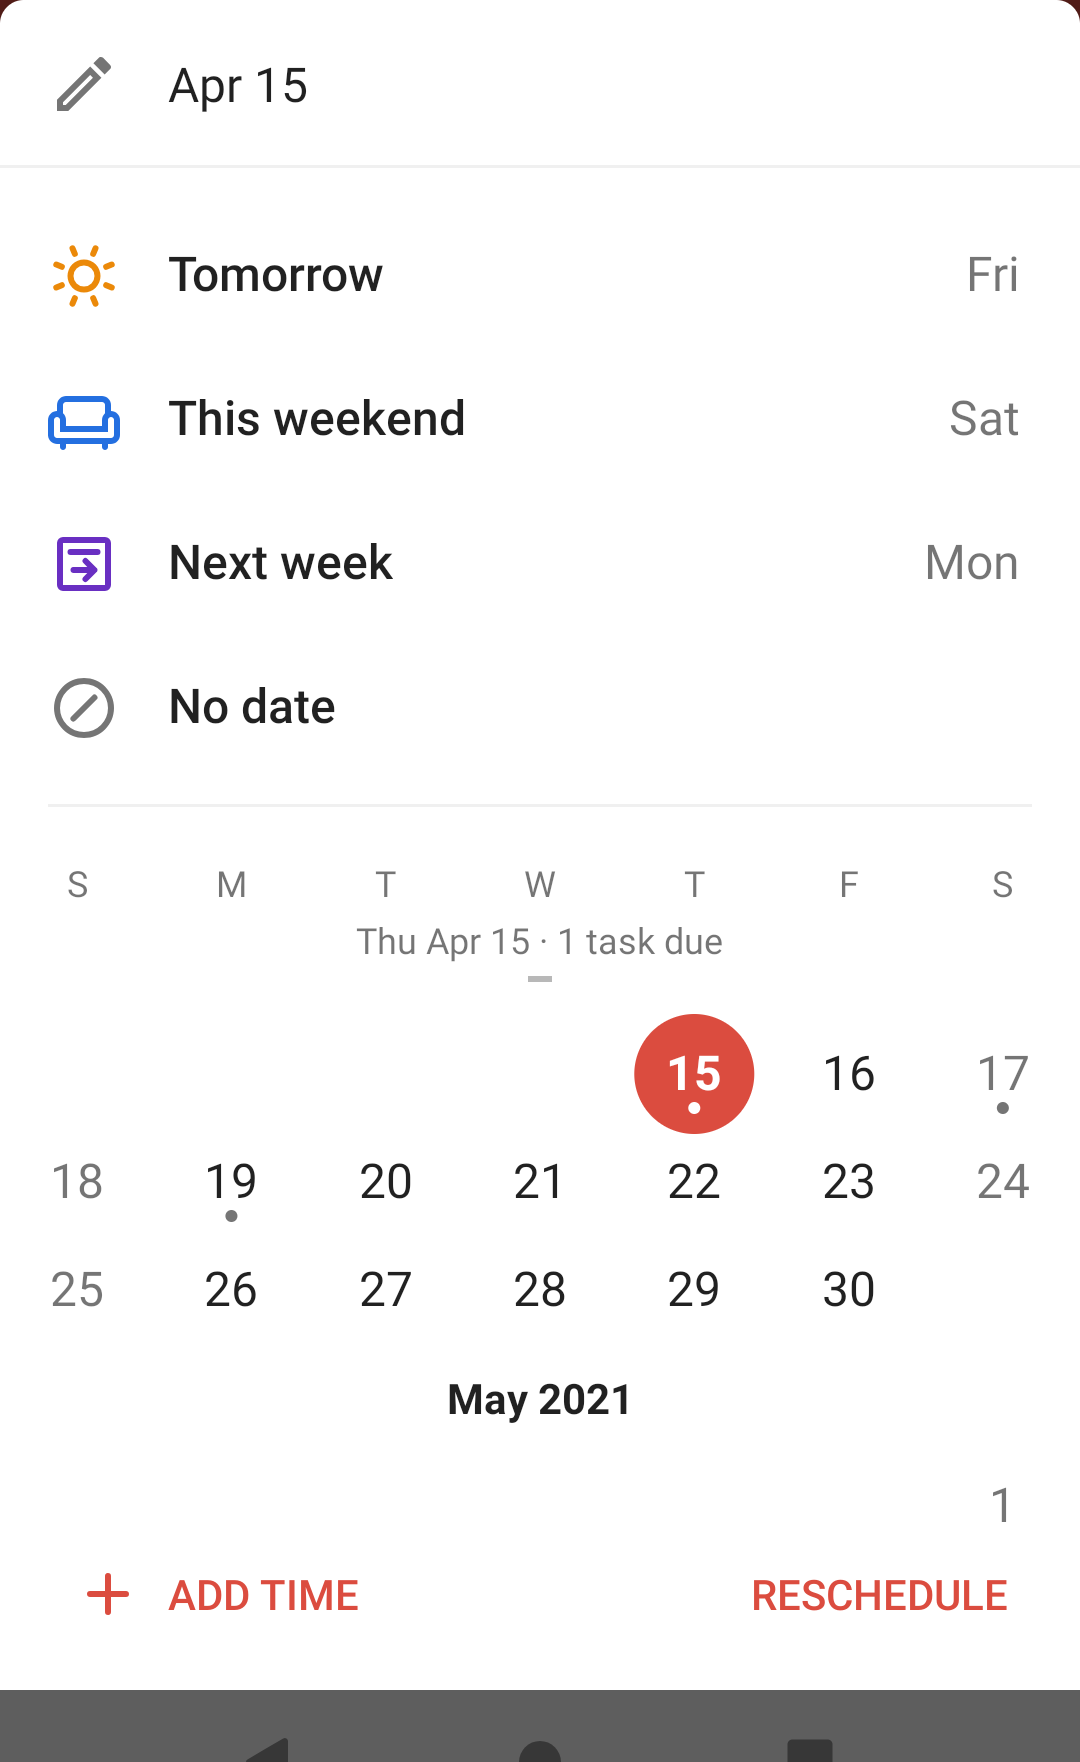 Apr 15
Tomorrow Fri
This weekend Sat
Next week Mon
No date
S M T W T F S
Thu Apr 15 · 1 task due
15 16 17
18 19 20 21 22 23 24
25 26 27 28 29 30
May 2021
1
ADD TIME RESCHEDULE